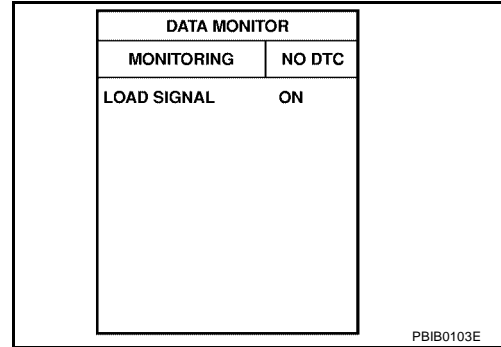 DATA MONITOR
MONITORING NO DTC
LOAD SIGNAL ON
PBIB0103E